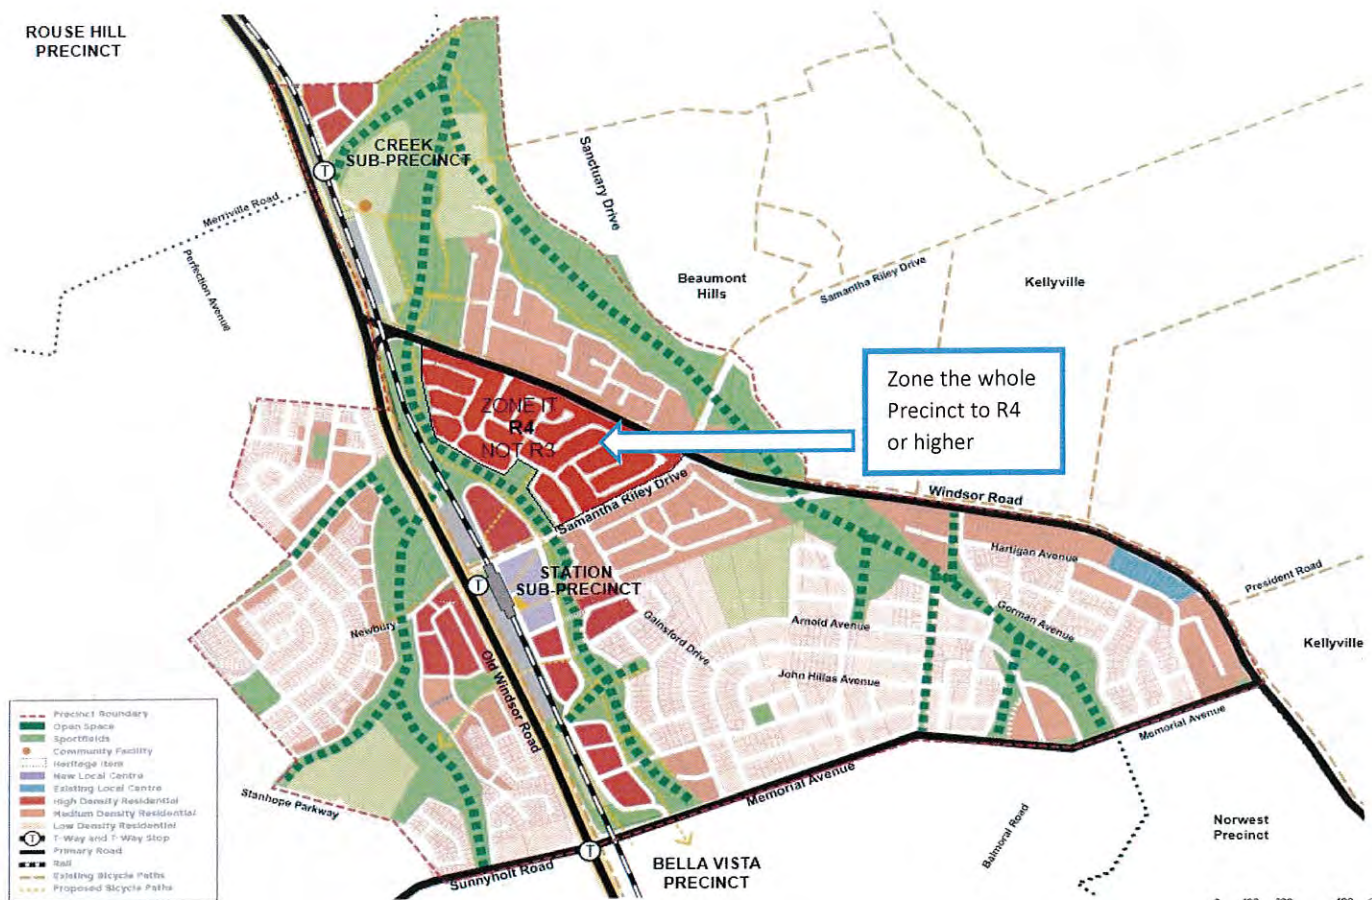 ROUSE HILL
PRECINCT
CREEK
SUB-PRECINCT
Sanctuary Drive
Merriville Road
Perfection Avenue
Beaumont
Hills
Samantha Riley Drive
Kellyville
ZONE IT
R4
NOT R3
Zone the whole
Precinct to R4
or higher
Samantha Riley Drive
Windsor Road
Hartigan Avenue
STATION
SUB-PRECINCT
President Road
Newbury
Gainsford Drive
Arnold Avenue
Gorman Avenue
Old Windsor Road
John Hillas Avenue
Kellyville
Memorial Avenue
Stanhope Parkway
Memorial Avenue
Balmoral Road
Norwest
Precinct
Sunnyholt Road
BELLA VISTA
PRECINCT
T
T
T
Precinct Boundary
Open Space
Sportfields
Community Facility
Heritage Item
New Local Centre
Existing Local Centre
High Density Residential
Medium Density Residential
Low Density Residential
T T-Way and T-Way Stop
Primary Road
Rail
Existing Bicycle Paths
Proposed Bicycle Paths